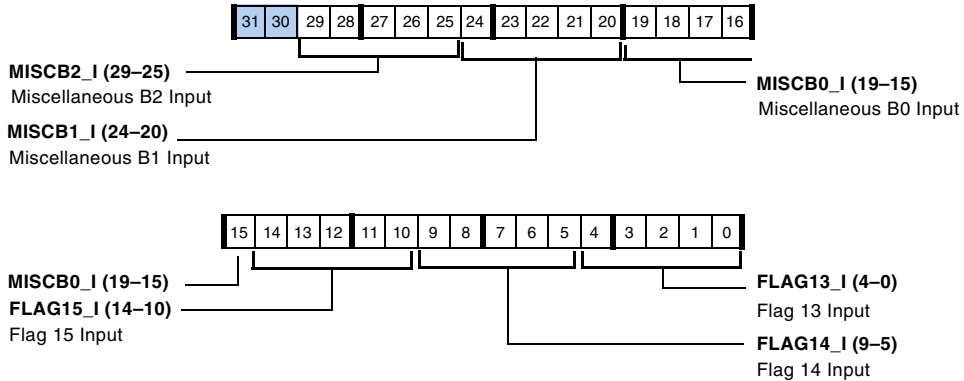 31 30 29 28 27 26 25 24 23 22 21 20 19 18 17 16
MISCB2_I (29–25)
Miscellaneous B2 Input
MISCB0_I (19–15)
Miscellaneous B0 Input
MISCB1_I (24–20)
Miscellaneous B1 Input
15 14 13 12 11 10 9 8 7 6 5 4 3 2 1 0
MISCB0_I (19–15)
FLAG15_I (14–10)
Flag 15 Input
FLAG13_I (4–0)
Flag 13 Input
FLAG14_I (9–5)
Flag 14 Input